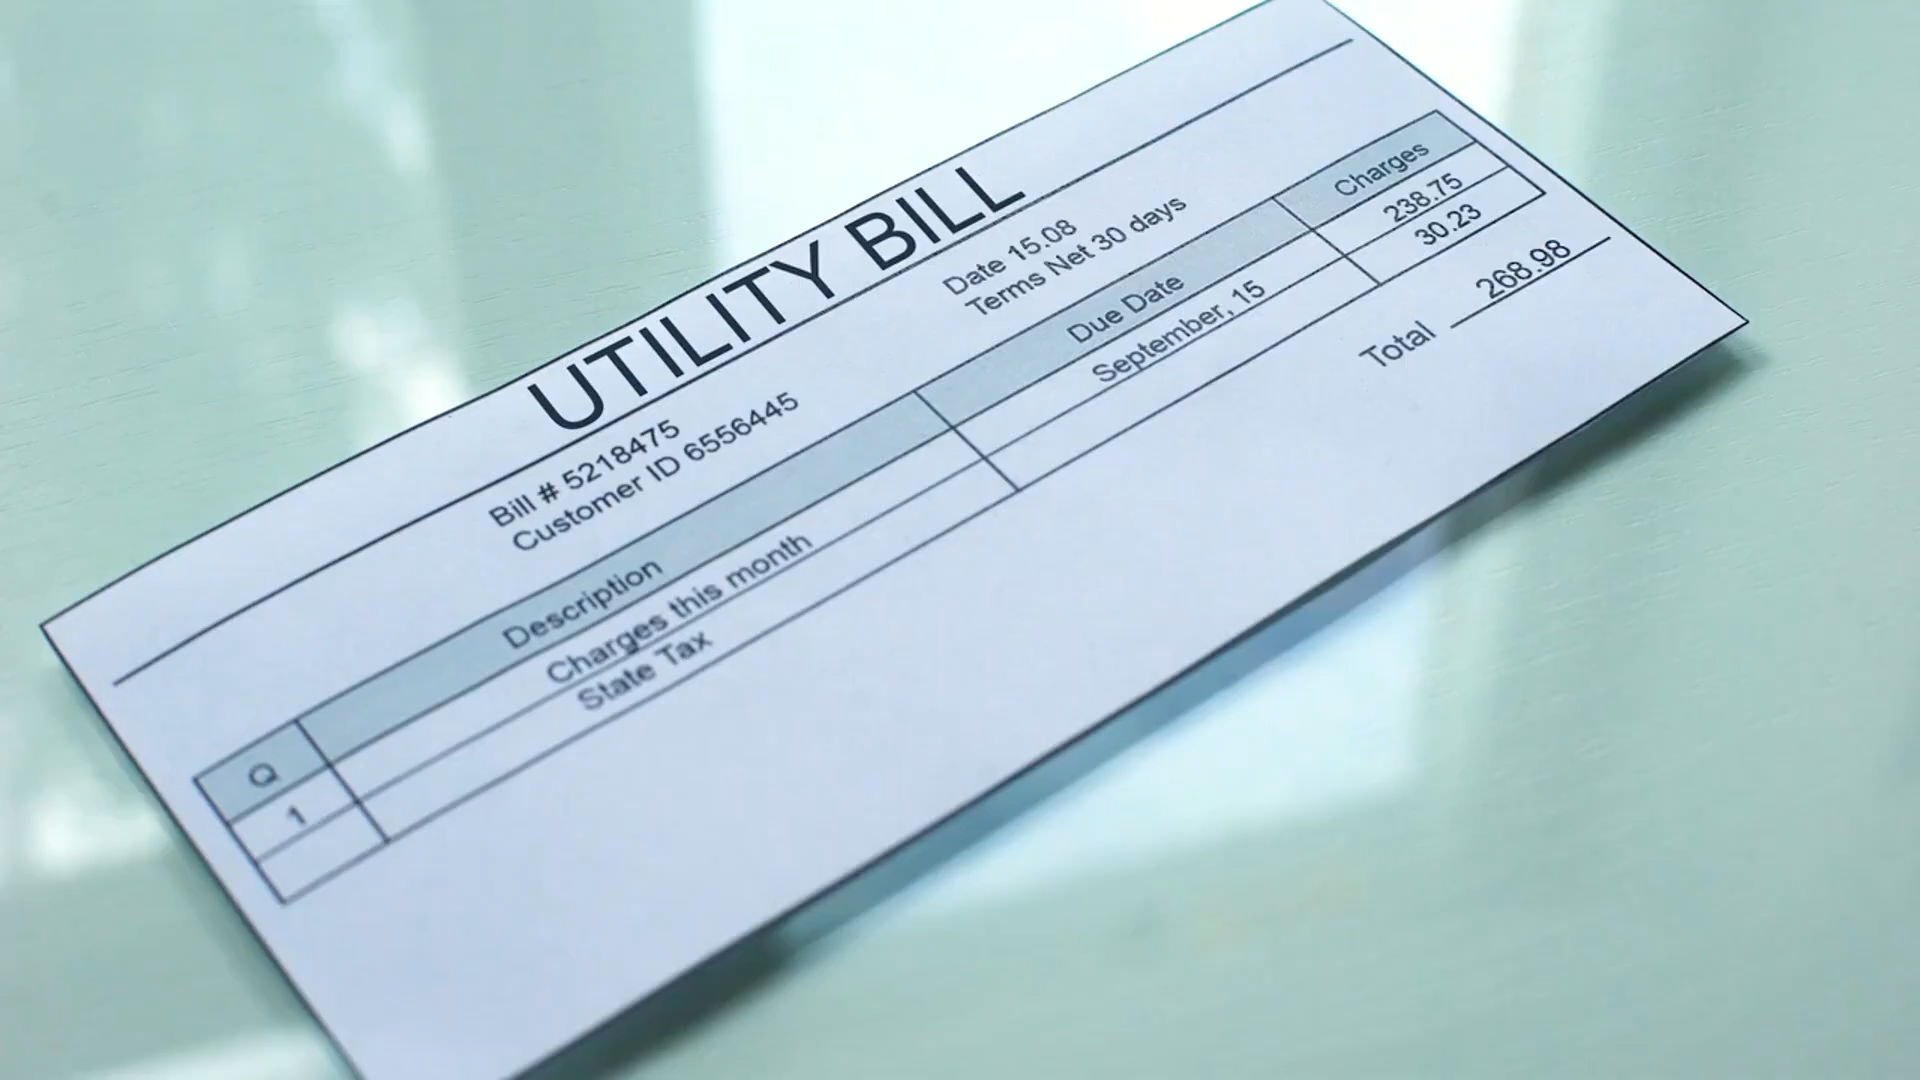 UTILITY BILL
Bill # 5218475
Customer ID 6556445
Date 15.08
Terms Net 30 days
Q Description Due Date Charges
1 Charges this month September, 15 238.75
State Tax 30.23
Total 268.98